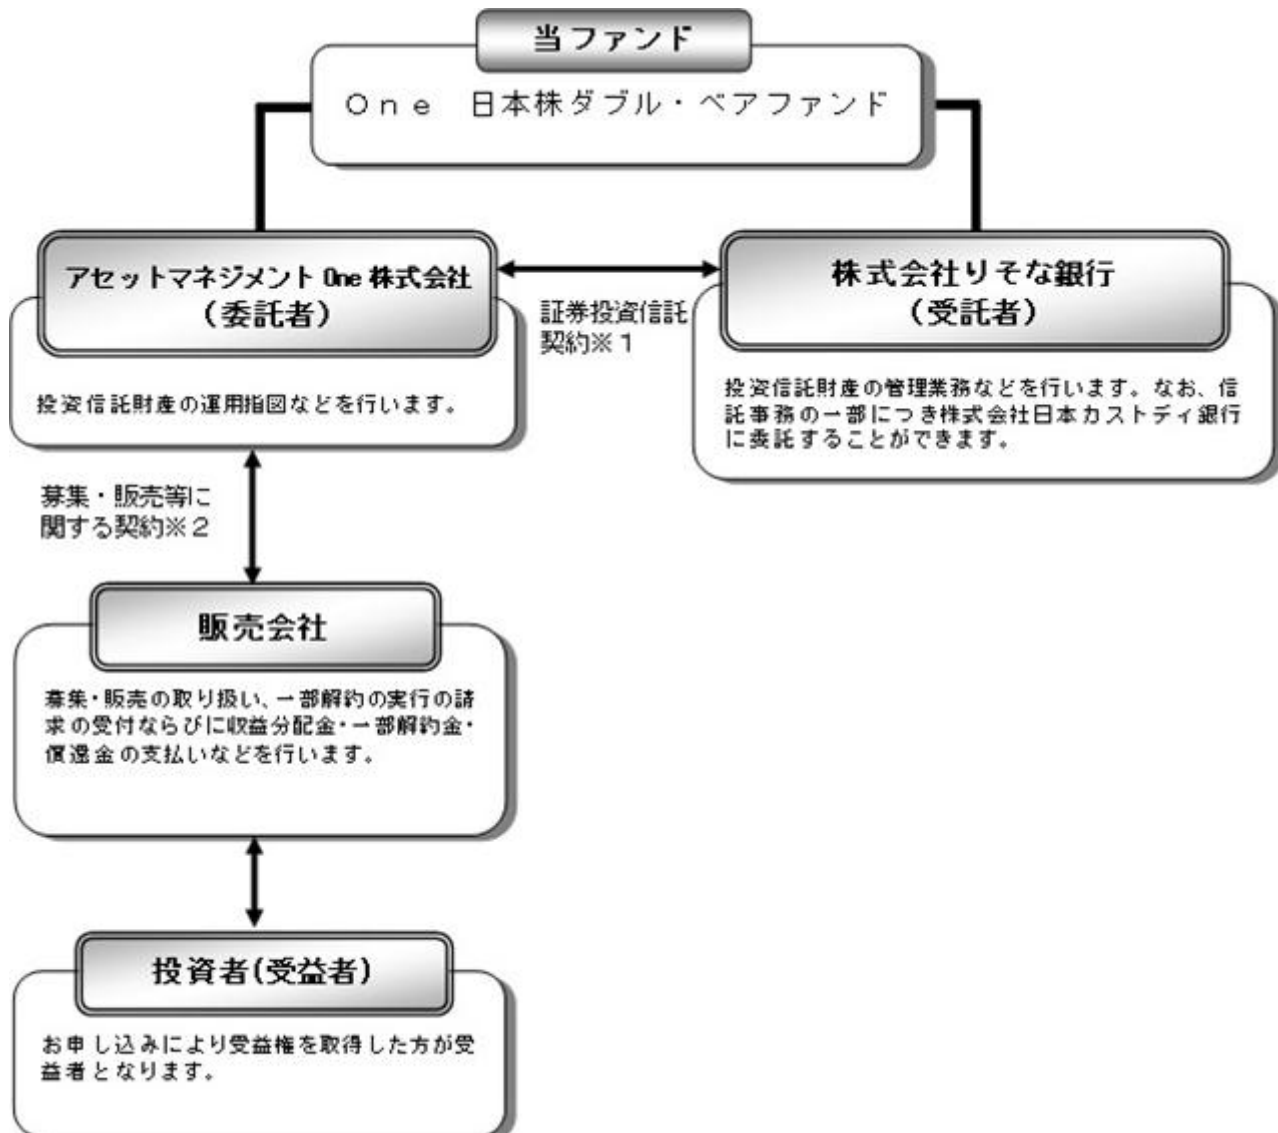 当ファンド
Ｏｎｅ　日本株ダブル・ベアファンド
アセットマネジメント One 株式会社
（委託者）
投資信託財産の運用指図などを行います。
証券投資信託
契約※１
株式会社りそな銀行
（受託者）
投資信託財産の管理業務などを行います。なお、信
託事務の一部につき株式会社日本カストディ銀行
に委託することができます。
募集・販売等に
関する契約※２
販売会社
募集・販売の取り扱い、一部解約の実行の請
求の受付ならびに収益分配金・一部解約金・
償還金の支払いなどを行います。
投資者(受益者)
お申し込みにより受益権を取得した方が受
益者となります。